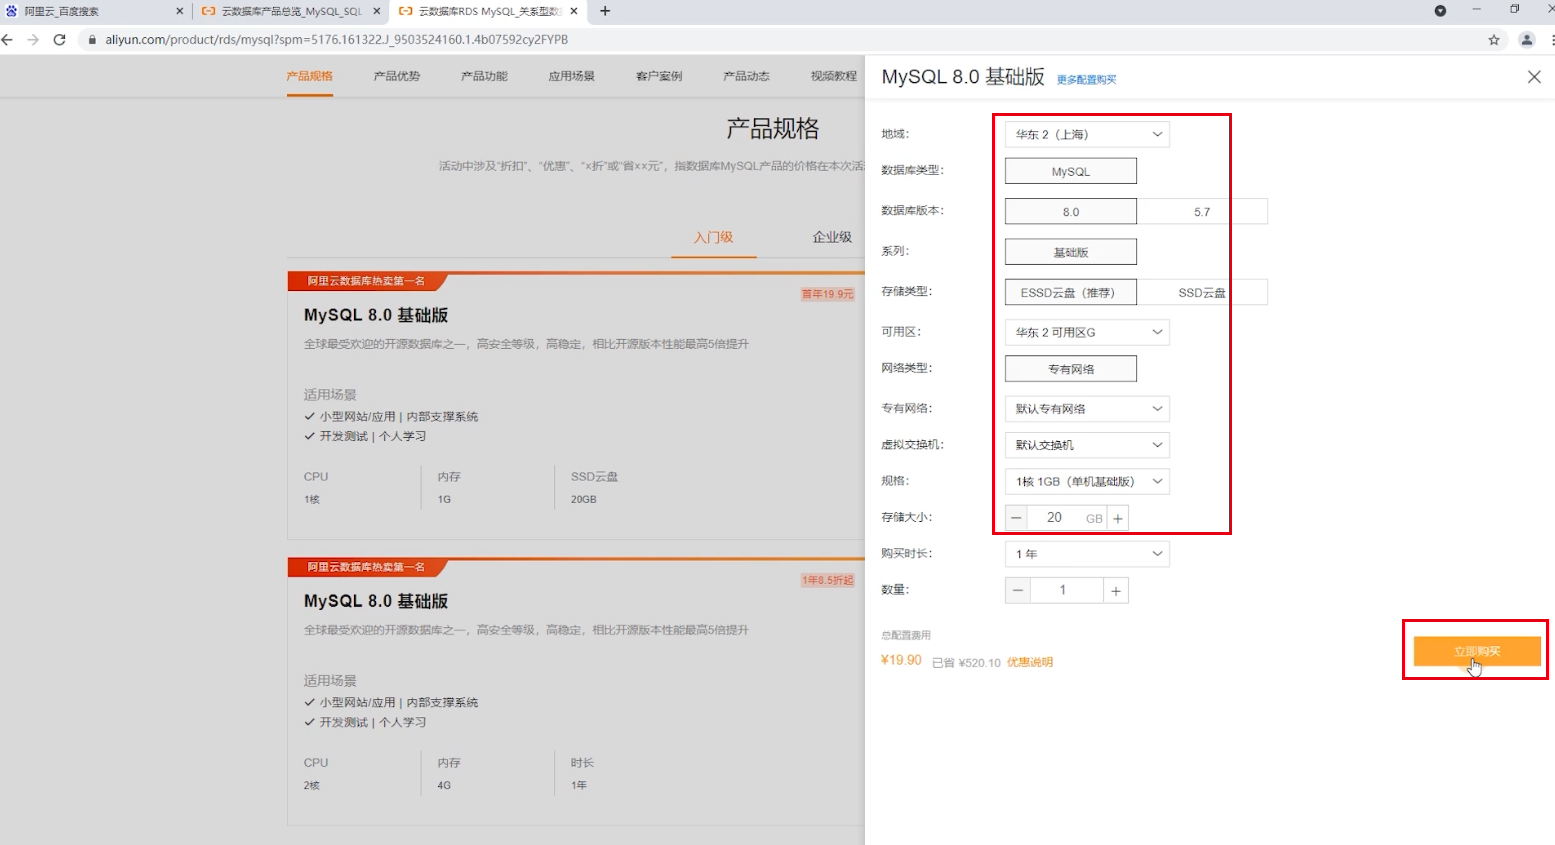 阿里云_百度搜索
云数据库产品总览_MySQL_SQL
云数据库RDS MySQL_关系型数
aliyun.com/product/rds/mysql?spm=5176.161322.J_9503524160.1.4b07592cy2FYPB
产品规格 产品优势 产品功能 应用场景 客户案例 产品动态 视频教程
产品规格
活动中涉及“折扣”、“优惠”、“x折”或“省××元”，指数据库MySQL产品的价格在本次活
入门级 企业级
阿里云数据库热卖第一名
首年19.9元
MySQL 8.0 基础版
全球最受欢迎的开源数据库之一，高安全等级，高稳定，相比开源版本性能最高5倍提升
适用场景
小型网站/应用 | 内部支撑系统
开发测试 | 个人学习
CPU 内存 SSD云盘
1核 1G 20GB
阿里云数据库热卖第一名
1年8.5折起
MySQL 8.0 基础版
全球最受欢迎的开源数据库之一，高安全等级，高稳定，相比开源版本性能最高5倍提升
适用场景
小型网站/应用 | 内部支撑系统
开发测试 | 个人学习
CPU 内存 时长
2核 4G 1年
MySQL 8.0 基础版 更多配置购买
地域： 华东 2（上海）
数据库类型： MySQL
数据库版本： 8.0 5.7
系列： 基础版
存储类型： ESSD云盘（推荐） SSD云盘
可用区： 华东 2 可用区G
网络类型： 专有网络
专有网络： 默认专有网络
虚拟交换机： 默认交换机
规格： 1核 1GB（单机基础版）
存储大小： 20 GB
购买时长： 1 年
数量： 1
总配置费用
¥19.90 已省 ¥520.10 优惠说明
立即购买